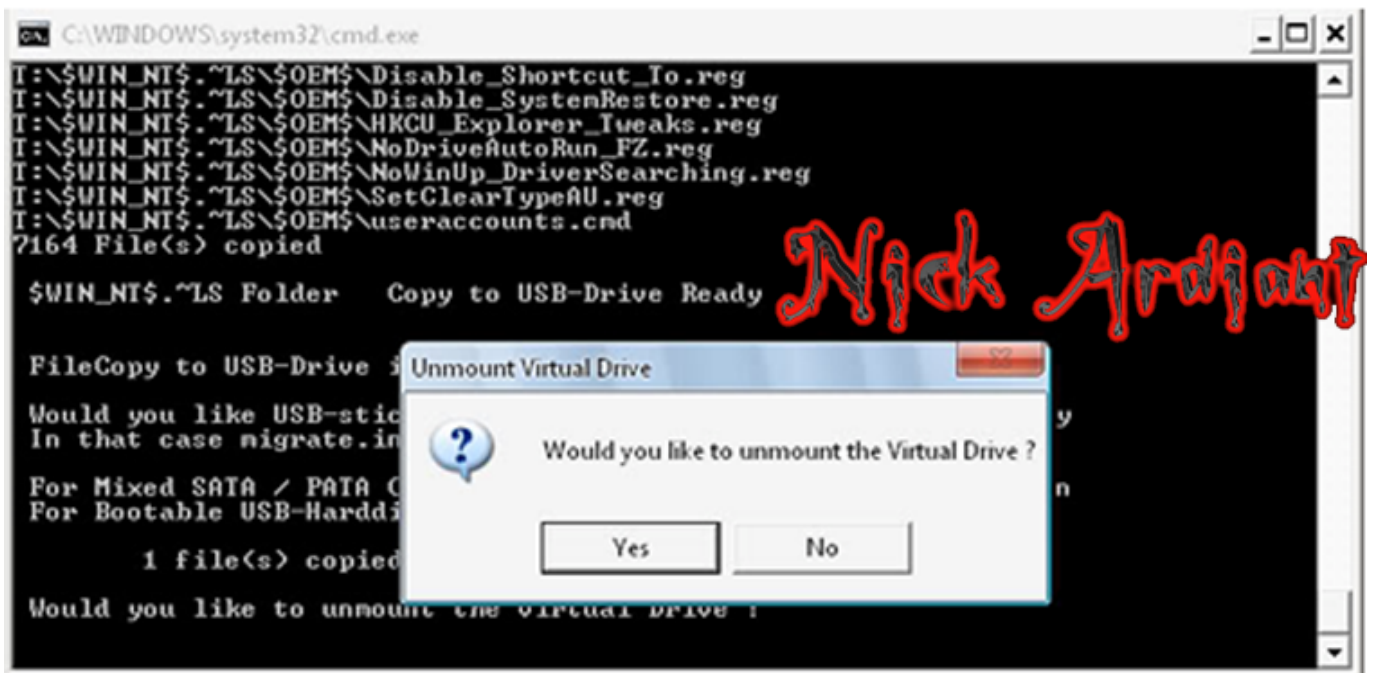 C:\WINDOWS\system32\cmd.exe
T:\$WIN_NT$.~LS\$OEM$\Disable_Shortcut_To.reg
T:\$WIN_NT$.~LS\$OEM$\Disable_SystemRestore.reg
T:\$WIN_NT$.~LS\$OEM$\HKCU_Explorer_Tweaks.reg
T:\$WIN_NT$.~LS\$OEM$\NoDriveAutoRun_FZ.reg
T:\$WIN_NT$.~LS\$OEM$\NoWinUp_DriverSearching.reg
T:\$WIN_NT$.~LS\$OEM$\SetClearTypeAU.reg
T:\$WIN_NT$.~LS\$OEM$\useraccounts.cmd
7164 File(s) copied
Nick Ardiant
$WIN_NT$.~LS Folder Copy to USB-Drive Ready
FileCopy to USB-Drive i
Unmount Virtual Drive
Would you like USB-stic y
In that case migrate.in
Would you like to unmount the Virtual Drive ?
For Mixed SATA / PATA C n
For Bootable USB-Harddi
Yes No
1 file(s) copied
Would you like to unmount the Virtual Drive ?